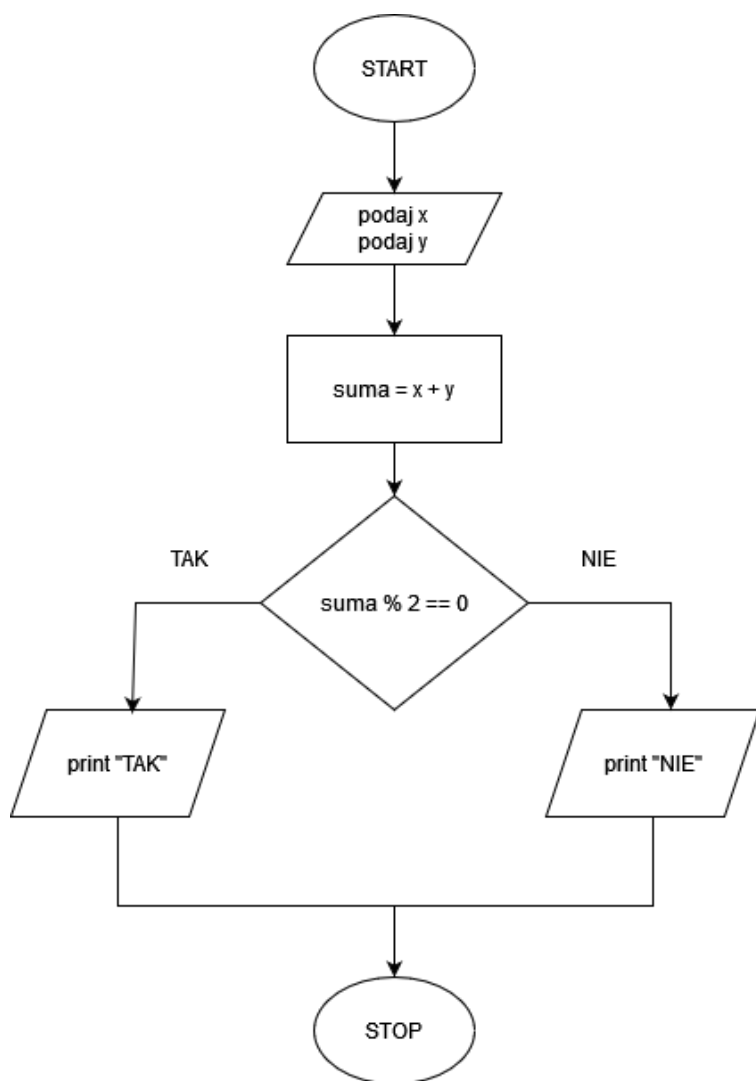 START
podaj x
podaj y
suma = x + y
TAK
NIE
suma % 2 == 0
print "TAK"
print "NIE"
STOP